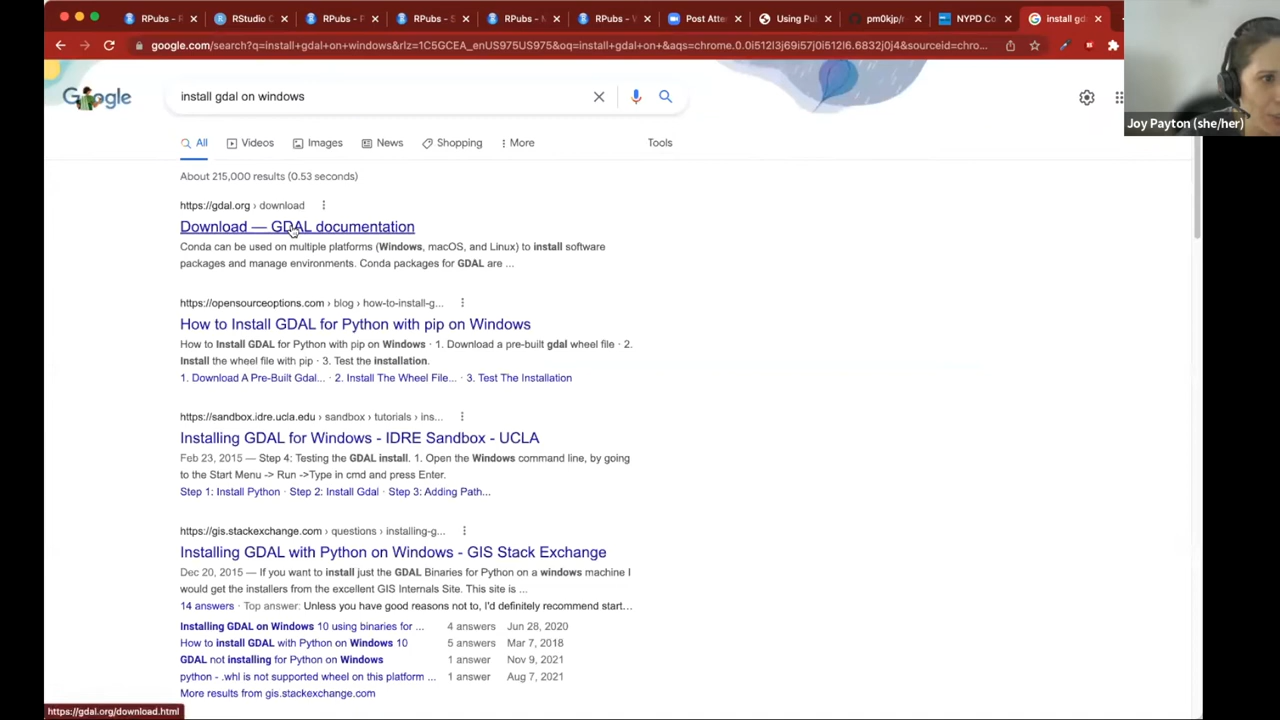 RPubs - R
RStudio C
RPubs - P
RPubs - S
RPubs - M
RPubs - V
Post Atte
Using Pul
pm0kjp/r
NYPD Co
install gd
google.com/search?q=install+gdal+on+windows&rlz=1C5GCEA_enUS975US975&oq=install+gdal+on+&aqs=chrome.0.0i512l3j69i57j0i512l6.6832j0j4&sourceid=chro...
Google
install gdal on windows
Joy Payton (she/her)
All
Videos
Images
News
Shopping
More
Tools
About 215,000 results (0.53 seconds)
https://gdal.org › download
Download — GDAL documentation
Conda can be used on multiple platforms (Windows, macOS, and Linux) to install software
packages and manage environments. Conda packages for GDAL are ...
https://opensourceoptions.com › blog › how-to-install-g...
How to Install GDAL for Python with pip on Windows
How to Install GDAL for Python with pip on Windows · 1. Download a pre-built gdal wheel file · 2.
Install the wheel file with pip · 3. Test the installation.
1. Download A Pre-Built Gdal... · 2. Install The Wheel File... · 3. Test The Installation
https://sandbox.idre.ucla.edu › sandbox › tutorials › ins...
Installing GDAL for Windows - IDRE Sandbox - UCLA
Feb 23, 2015 — Step 4: Testing the GDAL install. 1. Open the Windows command line, by going
to the Start Menu -> Run ->Type in cmd and press Enter.
Step 1: Install Python · Step 2: Install Gdal · Step 3: Adding Path...
https://gis.stackexchange.com › questions › installing-g...
Installing GDAL with Python on Windows - GIS Stack Exchange
Dec 20, 2015 — If you want to install just the GDAL Binaries for Python on a windows machine I
would get the installers from the excellent GIS Internals Site. This site is ...
14 answers · Top answer: Unless you have good reasons not to, I'd definitely recommend start...
Installing GDAL on Windows 10 using binaries for ... 4 answers Jun 28, 2020
How to install GDAL with Python on Windows 10 5 answers Mar 7, 2018
GDAL not installing for Python on Windows 1 answer Nov 9, 2021
python - .whl is not supported wheel on this platform ... 1 answer Aug 7, 2021
More results from gis.stackexchange.com
https://gdal.org/download.html